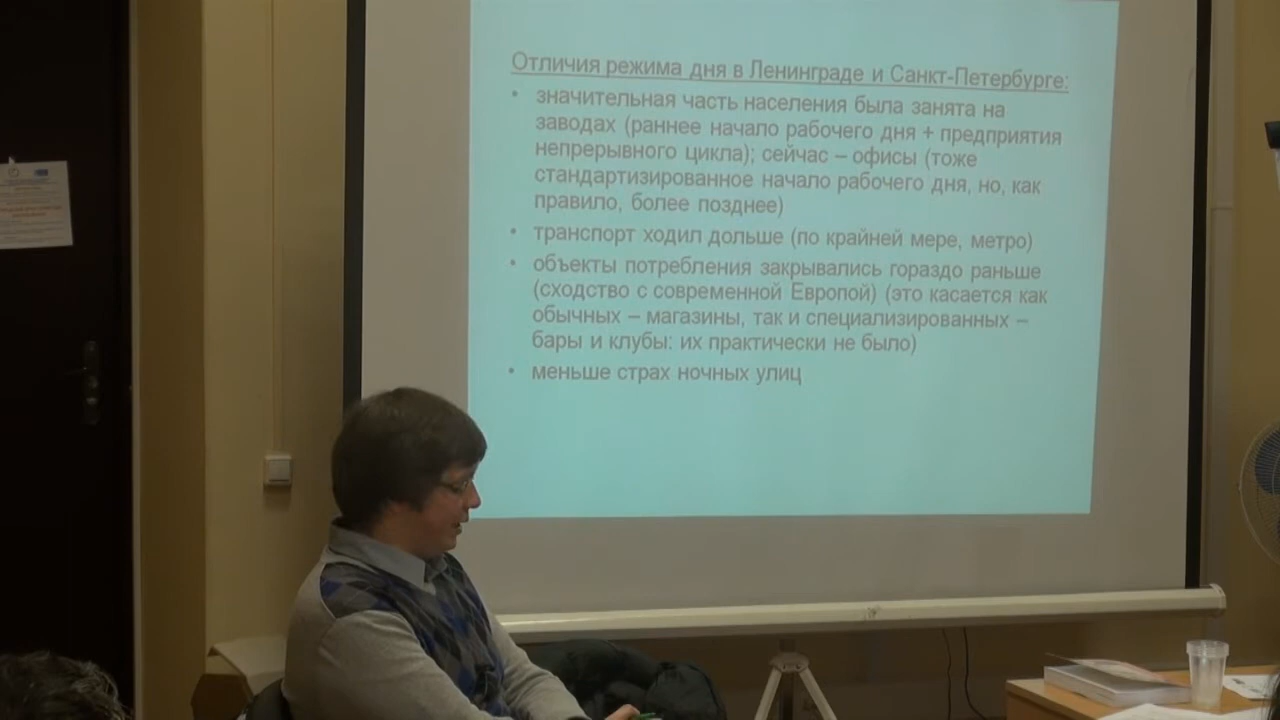 Отличия режима дня в Ленинграде и Санкт-Петербурге:
• значительная часть населения была занята на
заводах (раннее начало рабочего дня + предприятия
непрерывного цикла); сейчас – офисы (тоже
стандартизированное начало рабочего дня, но, как
правило, более позднее)
• транспорт ходил дольше (по крайней мере, метро)
• объекты потребления закрывались гораздо раньше
(сходство с современной Европой) (это касается как
обычных – магазины, так и специализированных –
бары и клубы: их практически не было)
• меньше страх ночных улиц